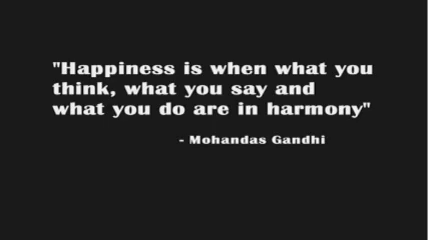 "Happiness is when what you
think, what you say and
what you do are in harmony"
- Mohandas Gandhi